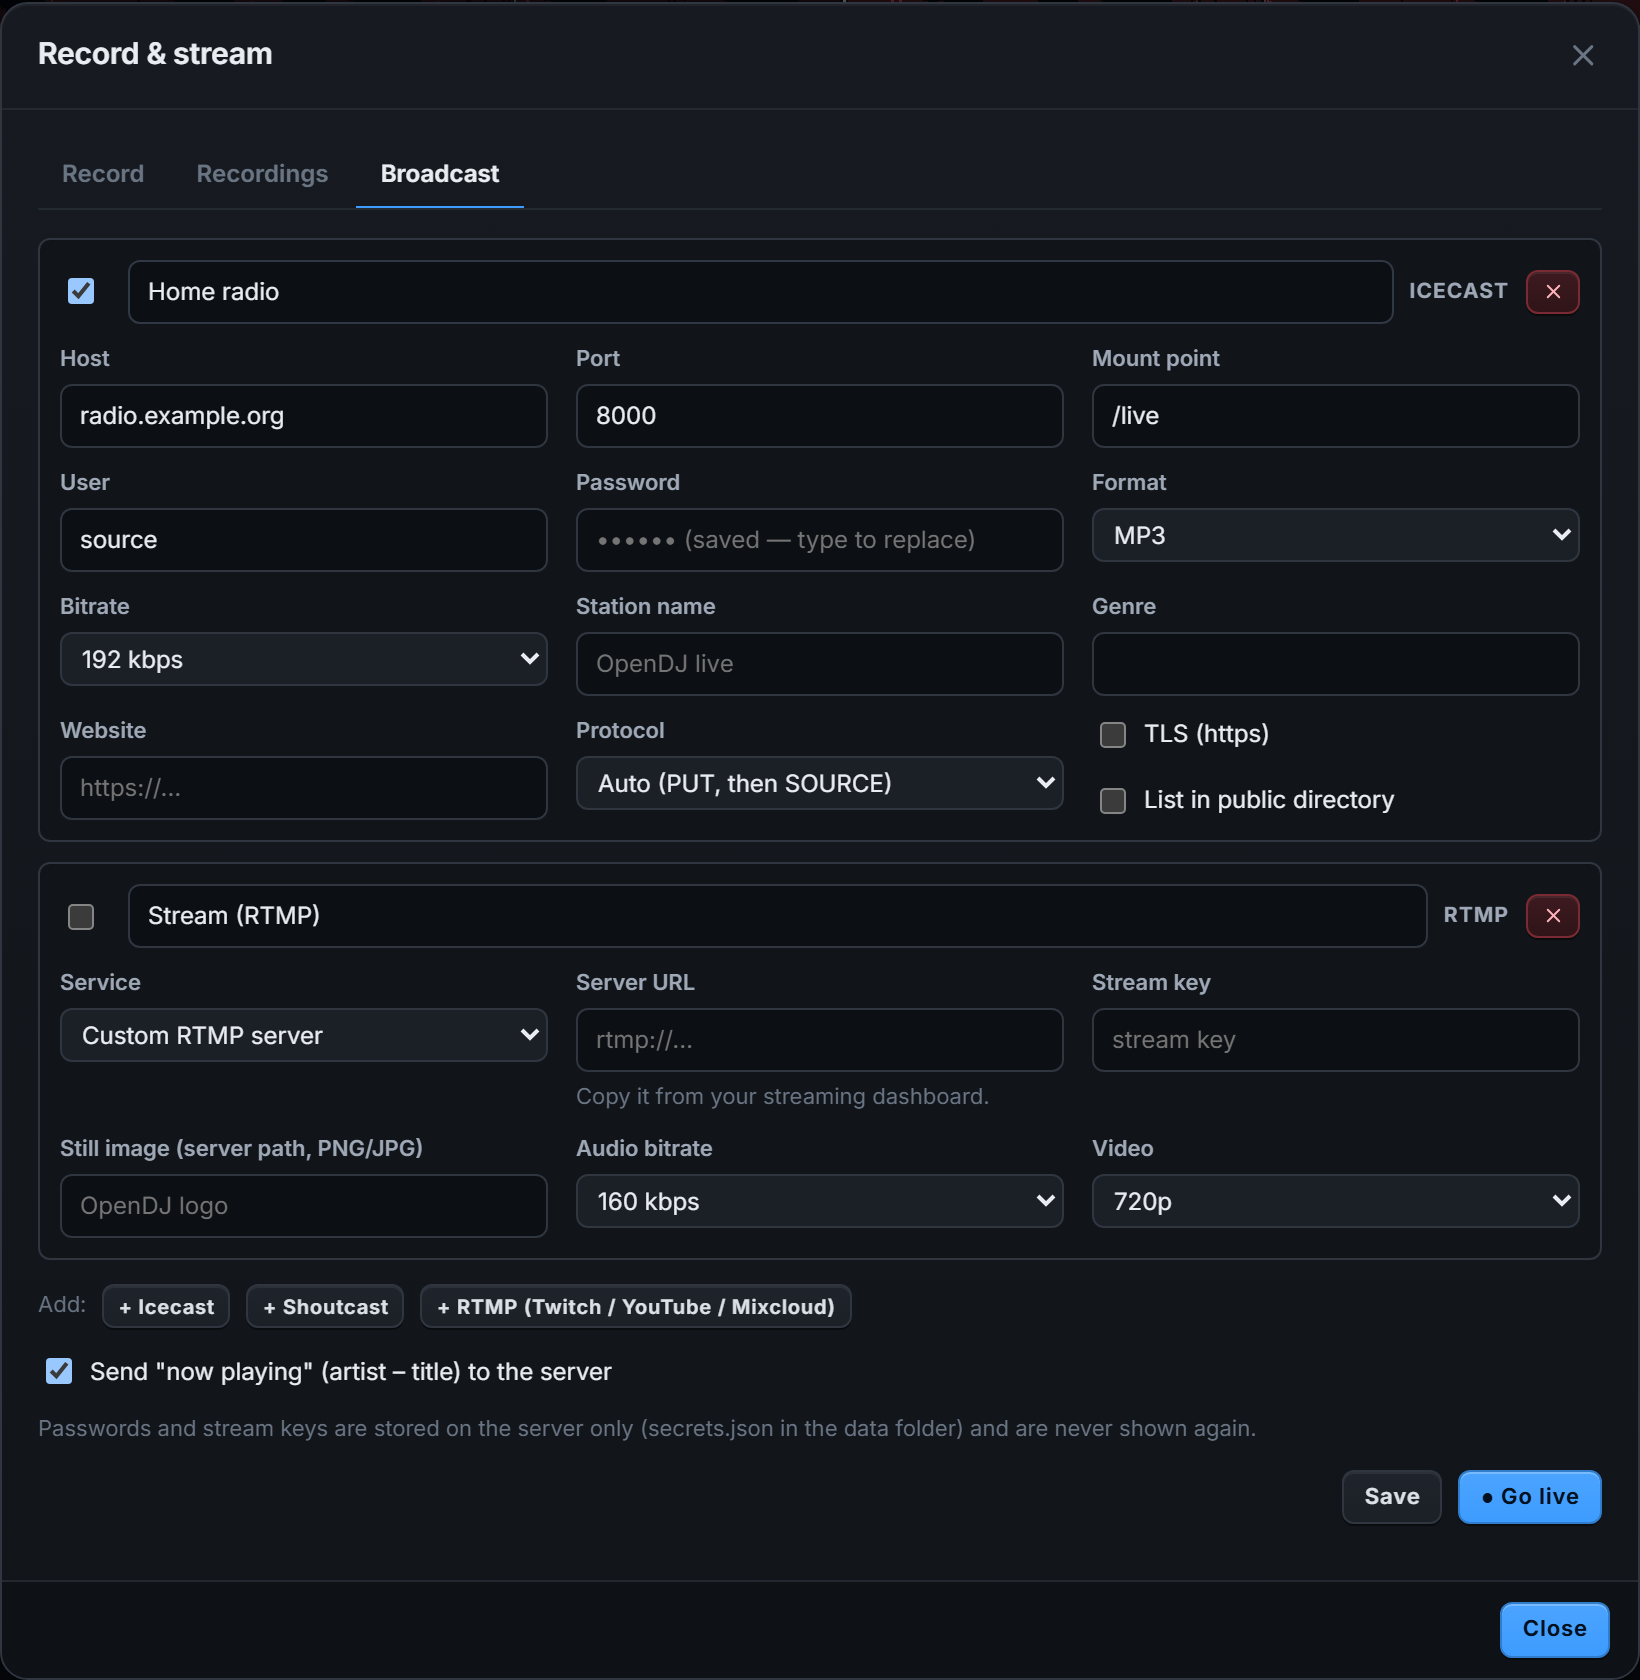 Record & stream
Record Recordings Broadcast
Home radio ICECAST
Host Port Mount point
radio.example.org 8000 /live
User Password Format
source •••••• (saved — type to replace) MP3
Bitrate Station name Genre
192 kbps OpenDJ live
Website Protocol TLS (https)
https://... Auto (PUT, then SOURCE) List in public directory
Stream (RTMP) RTMP
Service Server URL Stream key
Custom RTMP server rtmp://... stream key
Copy it from your streaming dashboard.
Still image (server path, PNG/JPG) Audio bitrate Video
OpenDJ logo 160 kbps 720p
Add: + Icecast + Shoutcast + RTMP (Twitch / YouTube / Mixcloud)
Send "now playing" (artist – title) to the server
Passwords and stream keys are stored on the server only (secrets.json in the data folder) and are never shown again.
Save ● Go live
Close